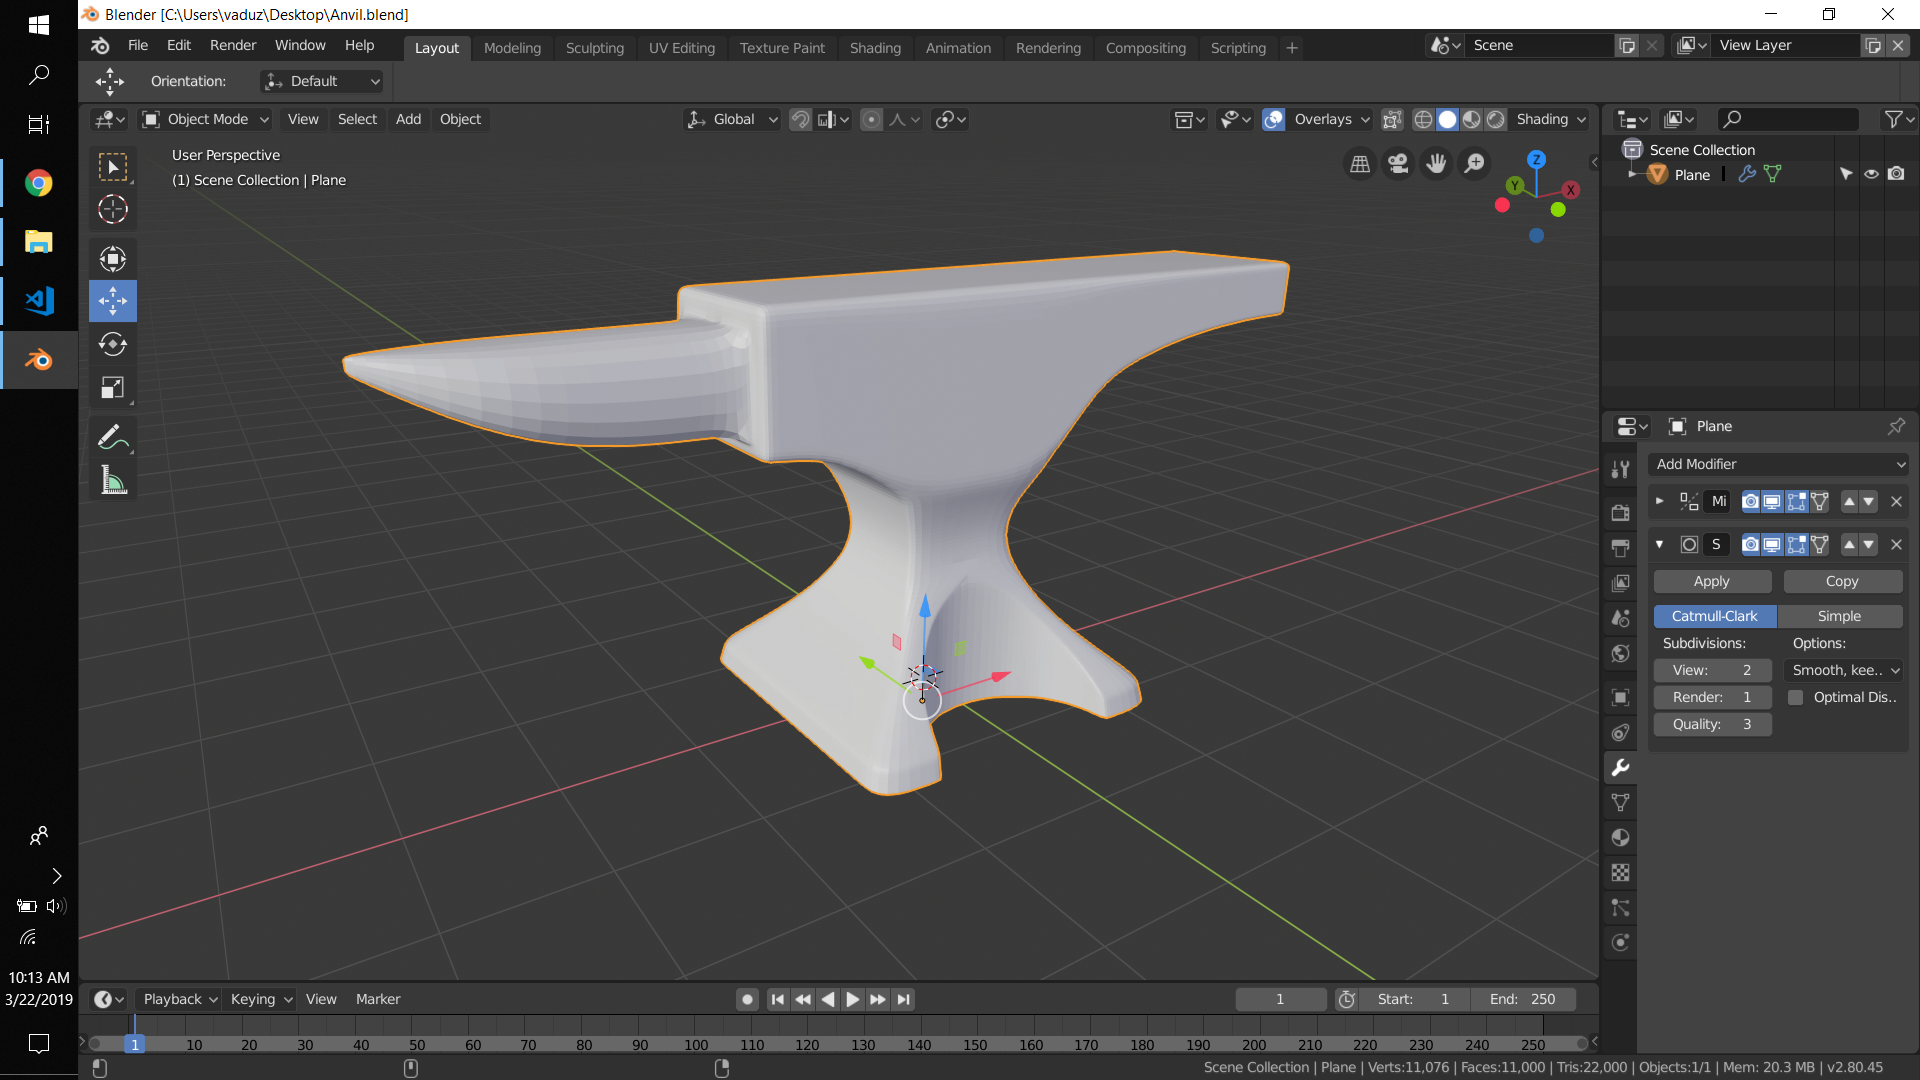 Blender [C:\Users\vaduz\Desktop\Anvil.blend]
File Edit Render Window Help Layout Modeling Sculpting UV Editing Texture Paint Shading Animation Rendering Compositing Scripting + Scene View Layer
Orientation: Default
Object Mode View Select Add Object Global Overlays Shading
User Perspective
(1) Scene Collection | Plane
Z
Y
X
Scene Collection
Plane
Plane
Add Modifier
Mi
S
Apply Copy
Catmull-Clark Simple
Subdivisions: Options:
View: 2 Smooth, kee..
Render: 1 Optimal Dis..
Quality: 3
10:13 AM
3/22/2019
Playback Keying View Marker 1 Start: 1 End: 250
1 10 20 30 40 50 60 70 80 90 100 110 120 130 140 150 160 170 180 190 200 210 220 230 240 250
Scene Collection | Plane | Verts:11,076 | Faces:11,000 | Tris:22,000 | Objects:1/1 | Mem: 20.3 MB | v2.80.45